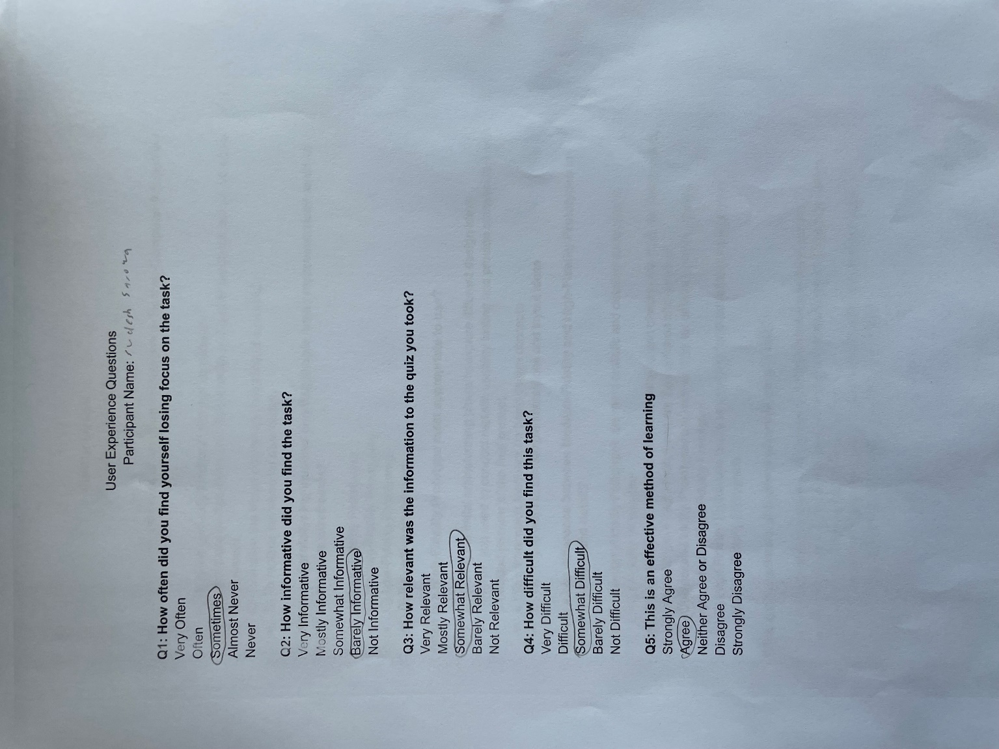 User Experience Questions
Participant Name:
Q1: How often did you find yourself losing focus on the task?
Very Often
Often
Sometimes
Almost Never
Never
Q2: How informative did you find the task?
Very Informative
Mostly Informative
Somewhat Informative
Barely Informative
Not Informative
Q3: How relevant was the information to the quiz you took?
Very Relevant
Mostly Relevant
Somewhat Relevant
Barely Relevant
Not Relevant
Q4: How difficult did you find this task?
Very Difficult
Difficult
Somewhat Difficult
Barely Difficult
Not Difficult
Q5: This is an effective method of learning
Strongly Agree
Agree
Neither Agree or Disagree
Disagree
Strongly Disagree